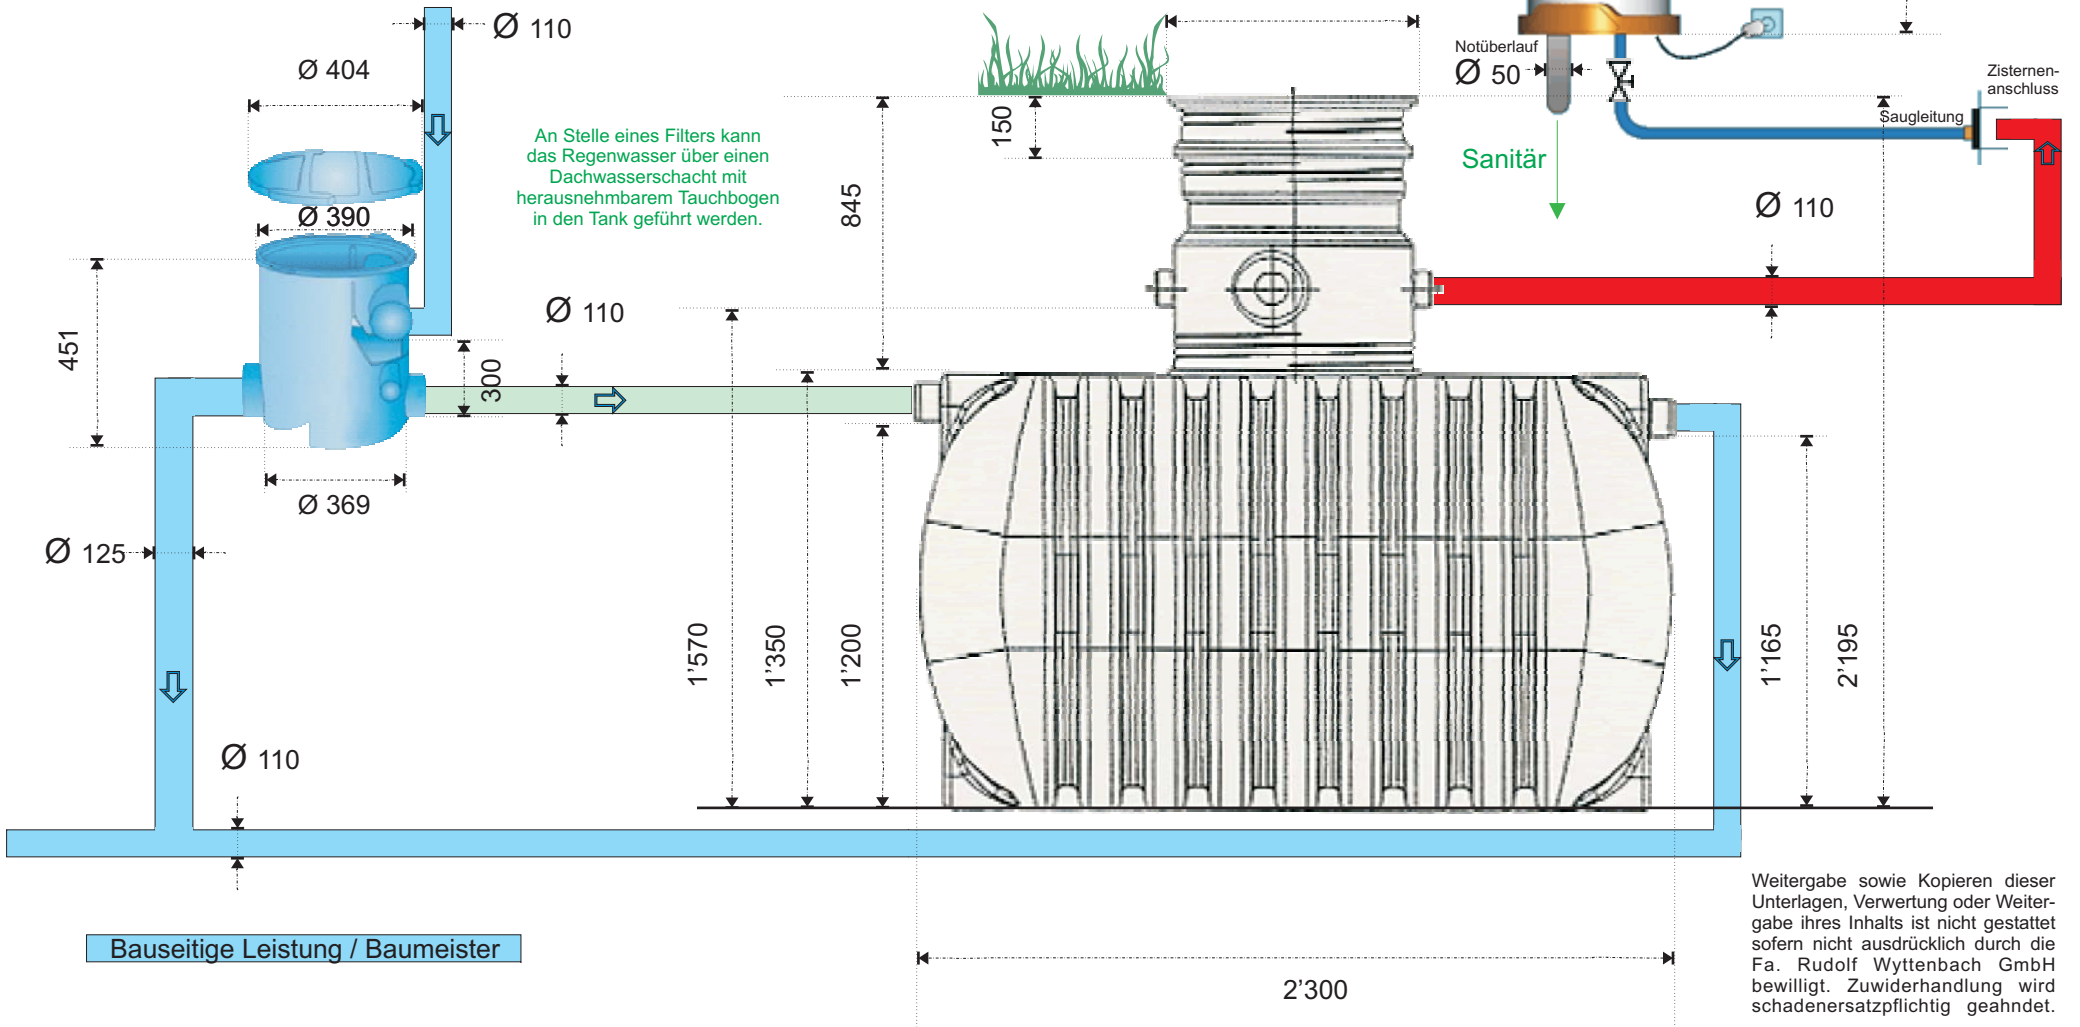 Ø 110
Ø 404
Notüberlauf
Ø 50
Zisternen-
anschluss
Saugleitung
An Stelle eines Filters kann
das Regenwasser über einen
Dachwasserschacht mit
herausnehmbarem Tauchbogen
in den Tank geführt werden.
150
Sanitär
845
Ø 390
Ø 110
451
Ø 110
300
Ø 369
Ø 125
1’570
1’350
1’200
1’165
2’195
Ø 110
Bauseitige Leistung / Baumeister
2’300
Weitergabe sowie Kopieren dieser
Unterlagen, Verwertung oder Weiter-
gabe ihres Inhalts ist nicht gestattet
sofern nicht ausdrücklich durch die
Fa. Rudolf Wyttenbach GmbH
bewilligt. Zuwiderhandlung wird
schadenersatzpflichtig geahndet.